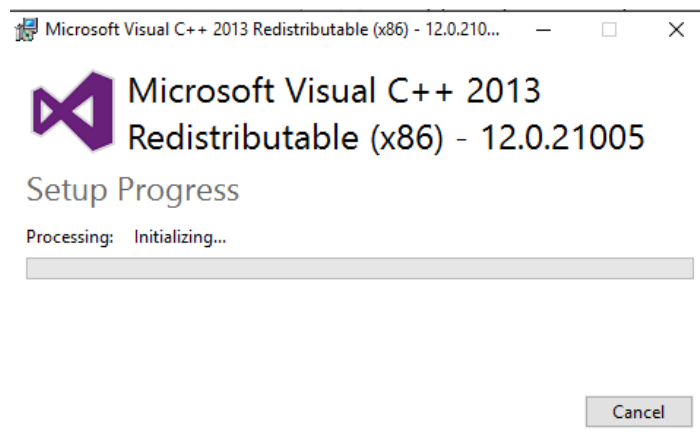 Microsoft Visual C++ 2013 Redistributable (x86) - 12.0.210...
Microsoft Visual C++ 2013
Redistributable (x86) - 12.0.21005
Setup Progress
Processing: Initializing...
Cancel